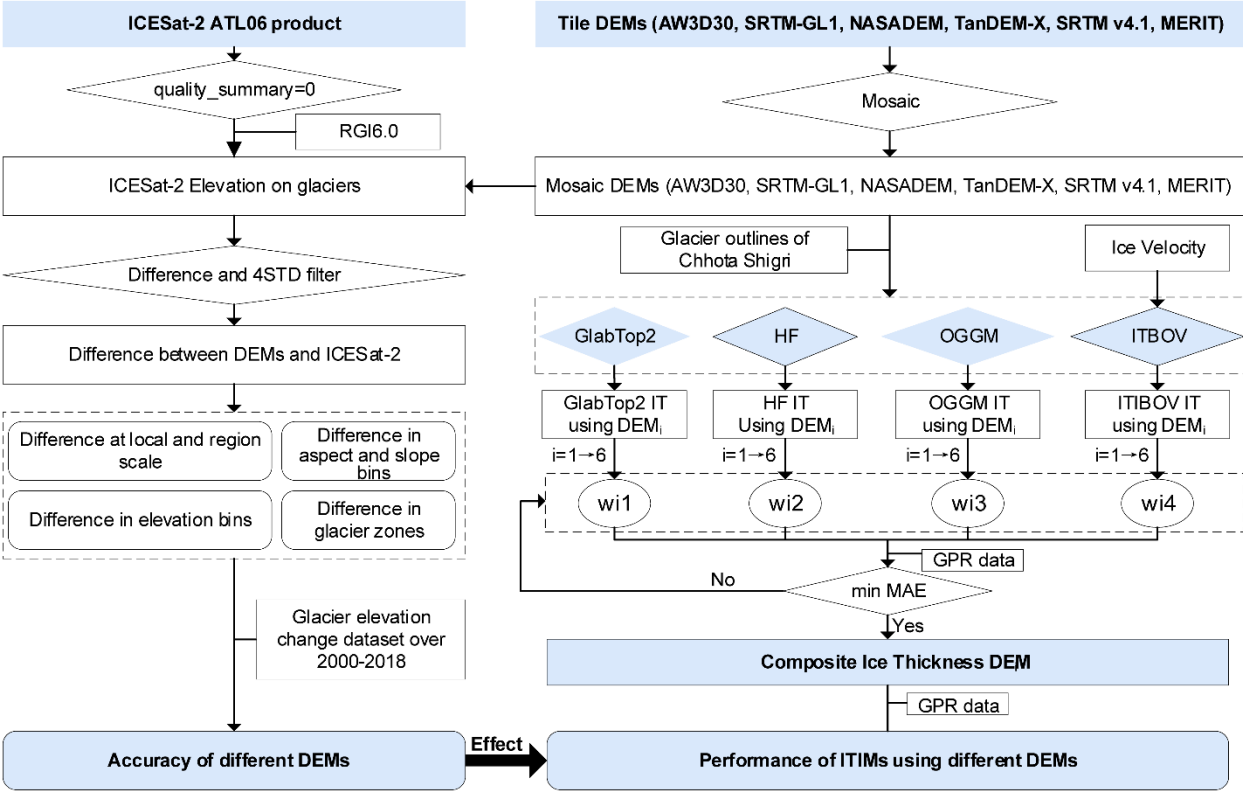 ICESat-2 ATL06 product
quality_summary=0
RGI6.0
ICESat-2 Elevation on glaciers
Difference and 4STD filter
Difference between DEMs and ICESat-2
Difference at local and region
scale
Difference in
aspect and slope
bins
Difference in elevation bins
Difference in
glacier zones
Glacier elevation
change dataset over
2000-2018
Accuracy of different DEMs
Effect
Tile DEMs (AW3D30, SRTM-GL1, NASADEM, TanDEM-X, SRTM v4.1, MERIT)
Mosaic
Mosaic DEMs (AW3D30, SRTM-GL1, NASADEM, TanDEM-X, SRTM v4.1, MERIT)
Glacier outlines of
Chhota Shigri
Ice Velocity
GlabTop2
HF
OGGM
ITBOV
GlabTop2 IT
using DEMi
HF IT
Using DEMi
OGGM IT
using DEMi
ITIBOV IT
using DEMi
i=1→6
i=1→6
i=1→6
i=1→6
wi1
wi2
wi3
wi4
GPR data
No
min MAE
Yes
Composite Ice Thickness DEM
GPR data
Performance of ITIMs using different DEMs